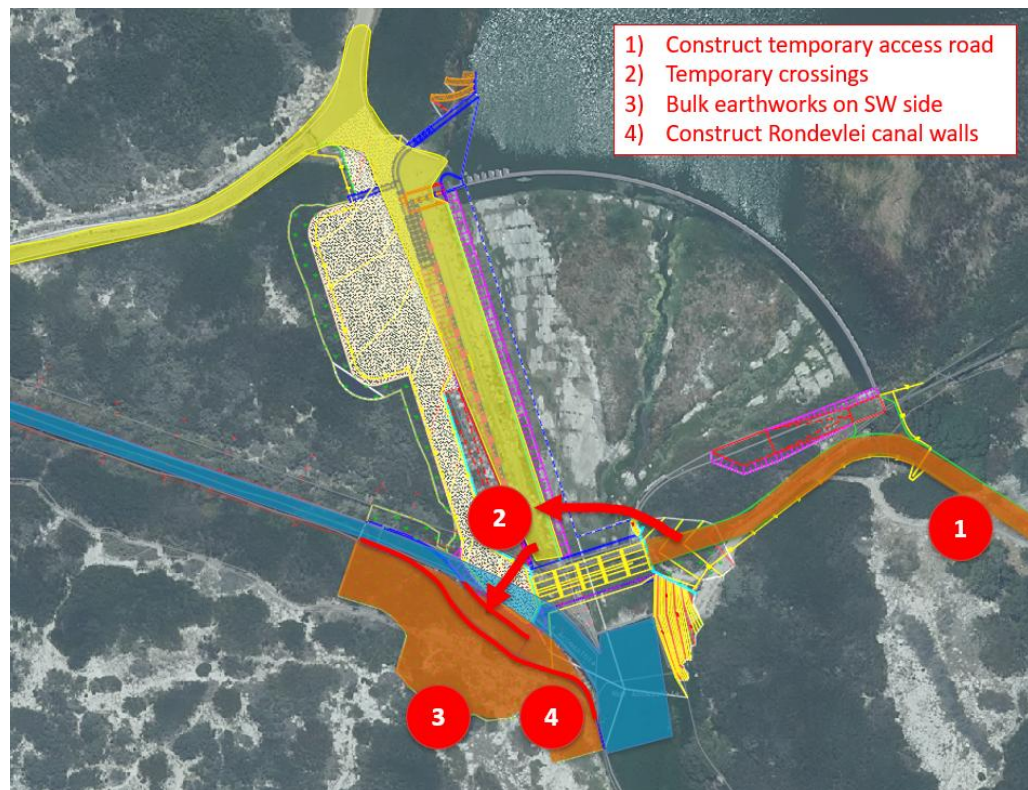 1) Construct temporary access road
2) Temporary crossings
3) Bulk earthworks on SW side
4) Construct Rondevlei canal walls
2
1
3
4